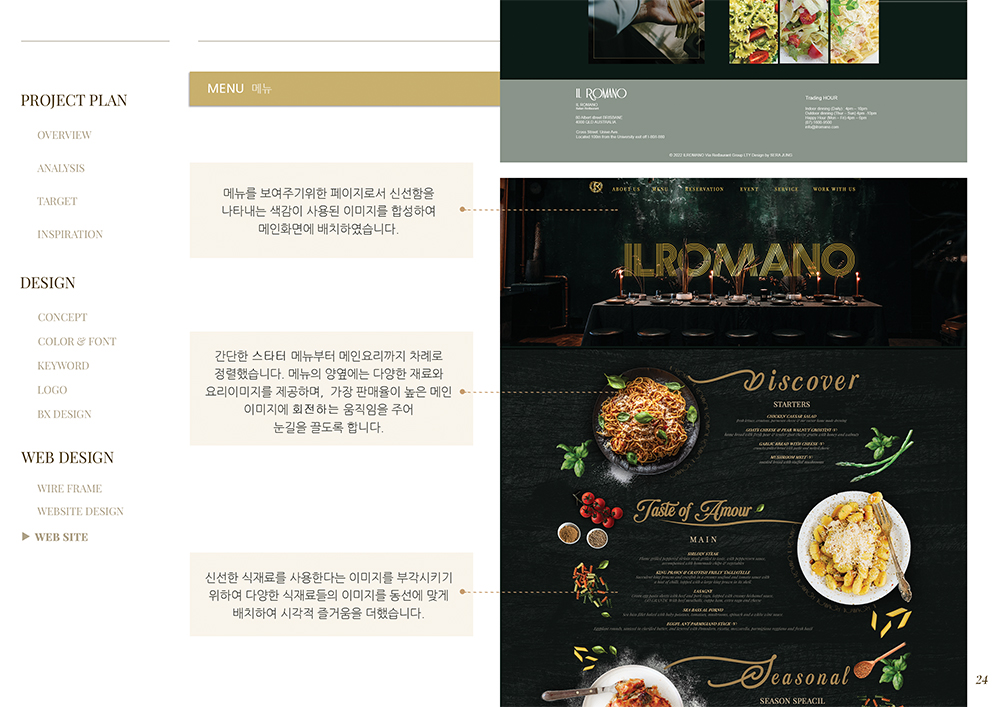 PROJECT PLAN
OVERVIEW
ANALYSIS
TARGET
INSPIRATION
DESIGN
CONCEPT
COLOR & FONT
KEYWORD
LOGO
BX DESIGN
WEB DESIGN
WIRE FRAME
WEBSITE DESIGN
▶ WEB SITE
MENU 메뉴
메뉴를 보여주기위한 페이지로서 신선함을
나타내는 색감이 사용된 이미지를 합성하여
메인화면에 배치하였습니다.
간단한 스타터 메뉴부터 메인요리까지 차례로
정렬했습니다. 메뉴의 양옆에는 다양한 재료와
요리이미지를 제공하며, 가장 판매율이 높은 메인
이미지에 회전하는 움직임을 주어
눈길을 끌도록 합니다.
신선한 식재료를 사용한다는 이미지를 부각시키기
위하여 다양한 식재료들의 이미지를 동선에 맞게
배치하여 시각적 즐거움을 더했습니다.
IL ROMANO
IL ROMANO
Trading HOUR
ABOUT US MENU RESERVATION EVENT SERVICE WORK WITH US
ILROMANO
Discover
STARTERS
CHICKEN CAESAR SALAD
GARLIC BREAD WITH CHEESE
MUSHROOM MELT
Taste of Amour
MAIN
SIRLOIN STEAK
LASAGNE
SEA BASS AL FORNO
EGGPLANT PARMIGIANO STACK
Seasonal
SEASON SPEACIL
24